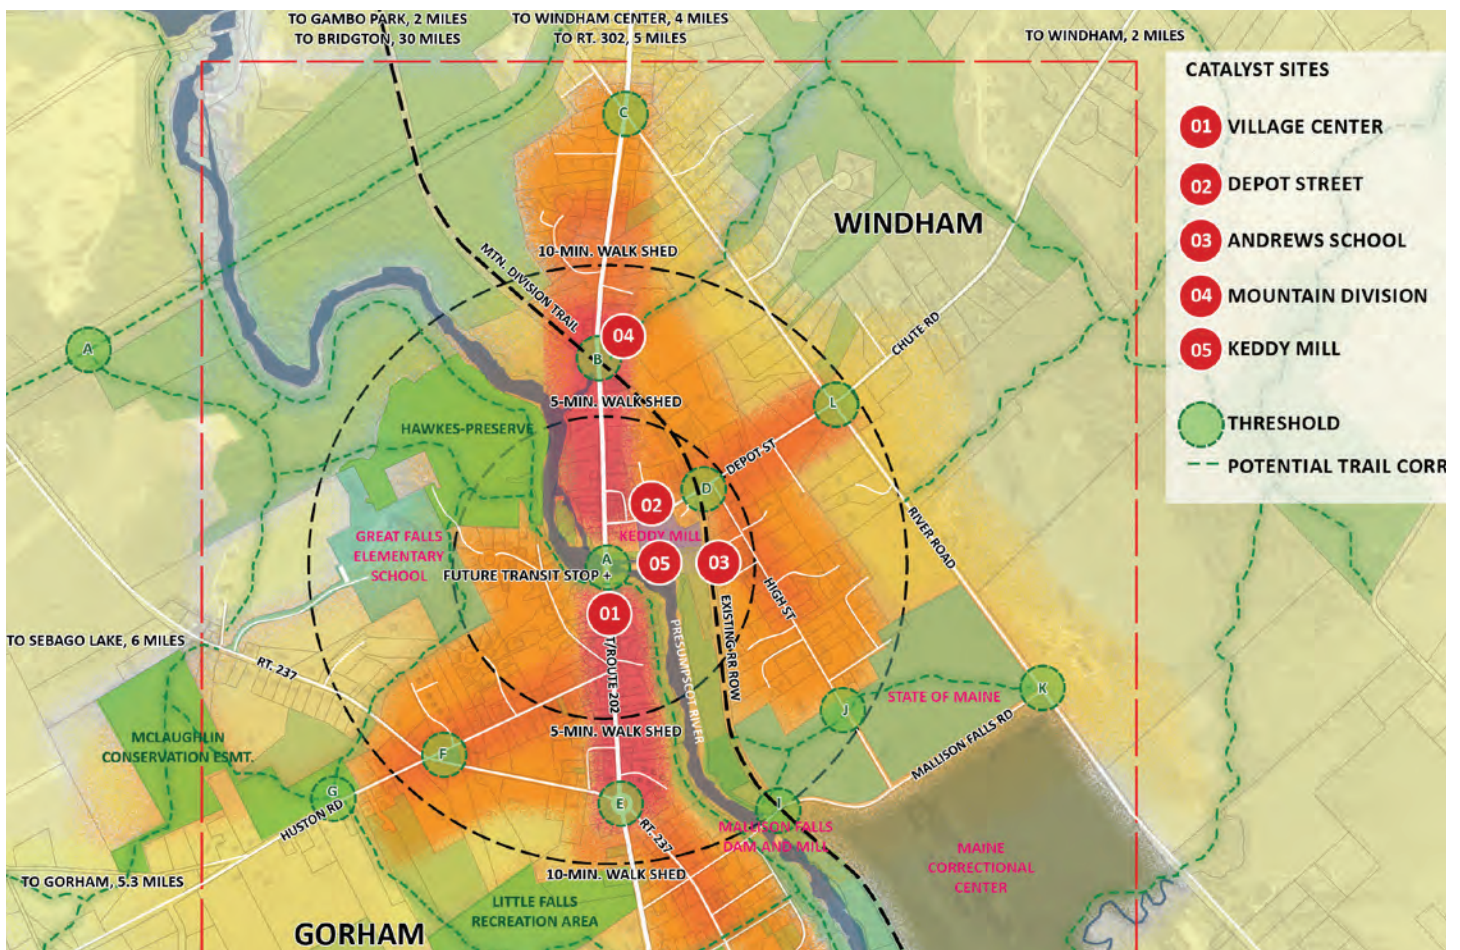 TO GAMBO PARK, 2 MILES
TO BRIDGTON, 30 MILES
TO WINDHAM CENTER, 4 MILES
TO RT. 302, 5 MILES
TO WINDHAM, 2 MILES
CATALYST SITES
01 VILLAGE CENTER
02 DEPOT STREET
03 ANDREWS SCHOOL
04 MOUNTAIN DIVISION
05 KEDDY MILL
THRESHOLD
POTENTIAL TRAIL CORR
C
WINDHAM
10-MIN. WALK SHED
MTN. DIVISION TRAIL
04
B
A
CHUTE RD
5-MIN. WALK SHED
L
HAWKES-PRESERVE
DEPOT ST
D
02
KEDDY MILL
GREAT FALLS
ELEMENTARY
SCHOOL
RIVER ROAD
A
05
03
FUTURE TRANSIT STOP +
HIGH ST
01
EXISTING RR ROW
PRESUMPSCOT RIVER
T/ROUTE 202
TO SEBAGO LAKE, 6 MILES
RT. 237
STATE OF MAINE
K
J
5-MIN. WALK SHED
MCLAUGHLIN
CONSERVATION ESMT.
F
MALLISON FALLS RD
G
HUSTON RD
E
I
RT. 237
MALLISON FALLS
DAM AND MILL
MAINE
CORRECTIONAL
CENTER
10-MIN. WALK SHED
TO GORHAM, 5.3 MILES
LITTLE FALLS
RECREATION AREA
GORHAM